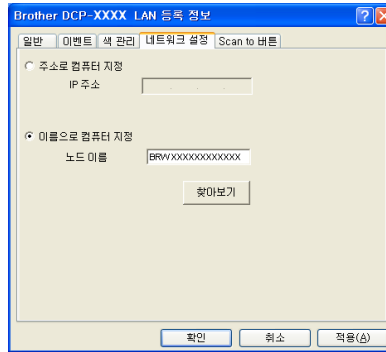 Brother DCP-XXXX LAN 등록 정보
일반 이벤트 색 관리 네트워크 설정 Scan to 버튼
주소로 컴퓨터 지정
IP 주소
이름으로 컴퓨터 지정
노드 이름 BRWXXXXXXXXXXXX
찾아보기
확인 취소 적용(A)